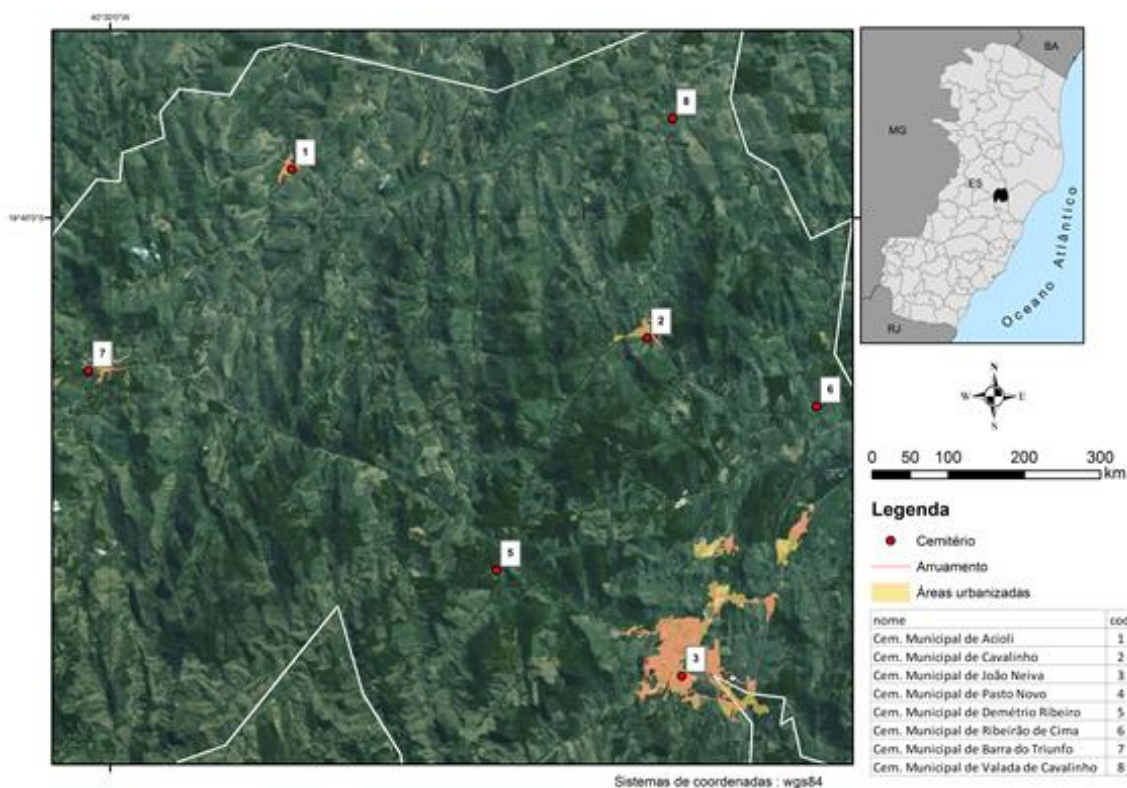 40°30'0"W
19°40'0"S
8
1
2
7
6
5
3
Sistemas de coordenadas : wgs84
BA
MG
ES
RJ
Oceano Atlântico
N
W E
S
0 50 100 200 300
km
Legenda
Cemitério
Arruamento
Áreas urbanizadas
nome cod
Cem. Municipal de Acioli 1
Cem. Municipal de Cavalinho 2
Cem. Municipal de João Neiva 3
Cem. Municipal de Pasto Novo 4
Cem. Municipal de Demétrio Ribeiro 5
Cem. Municipal de Ribeirão de Cima 6
Cem. Municipal de Barra do Triunfo 7
Cem. Municipal de Valada de Cavalinho 8